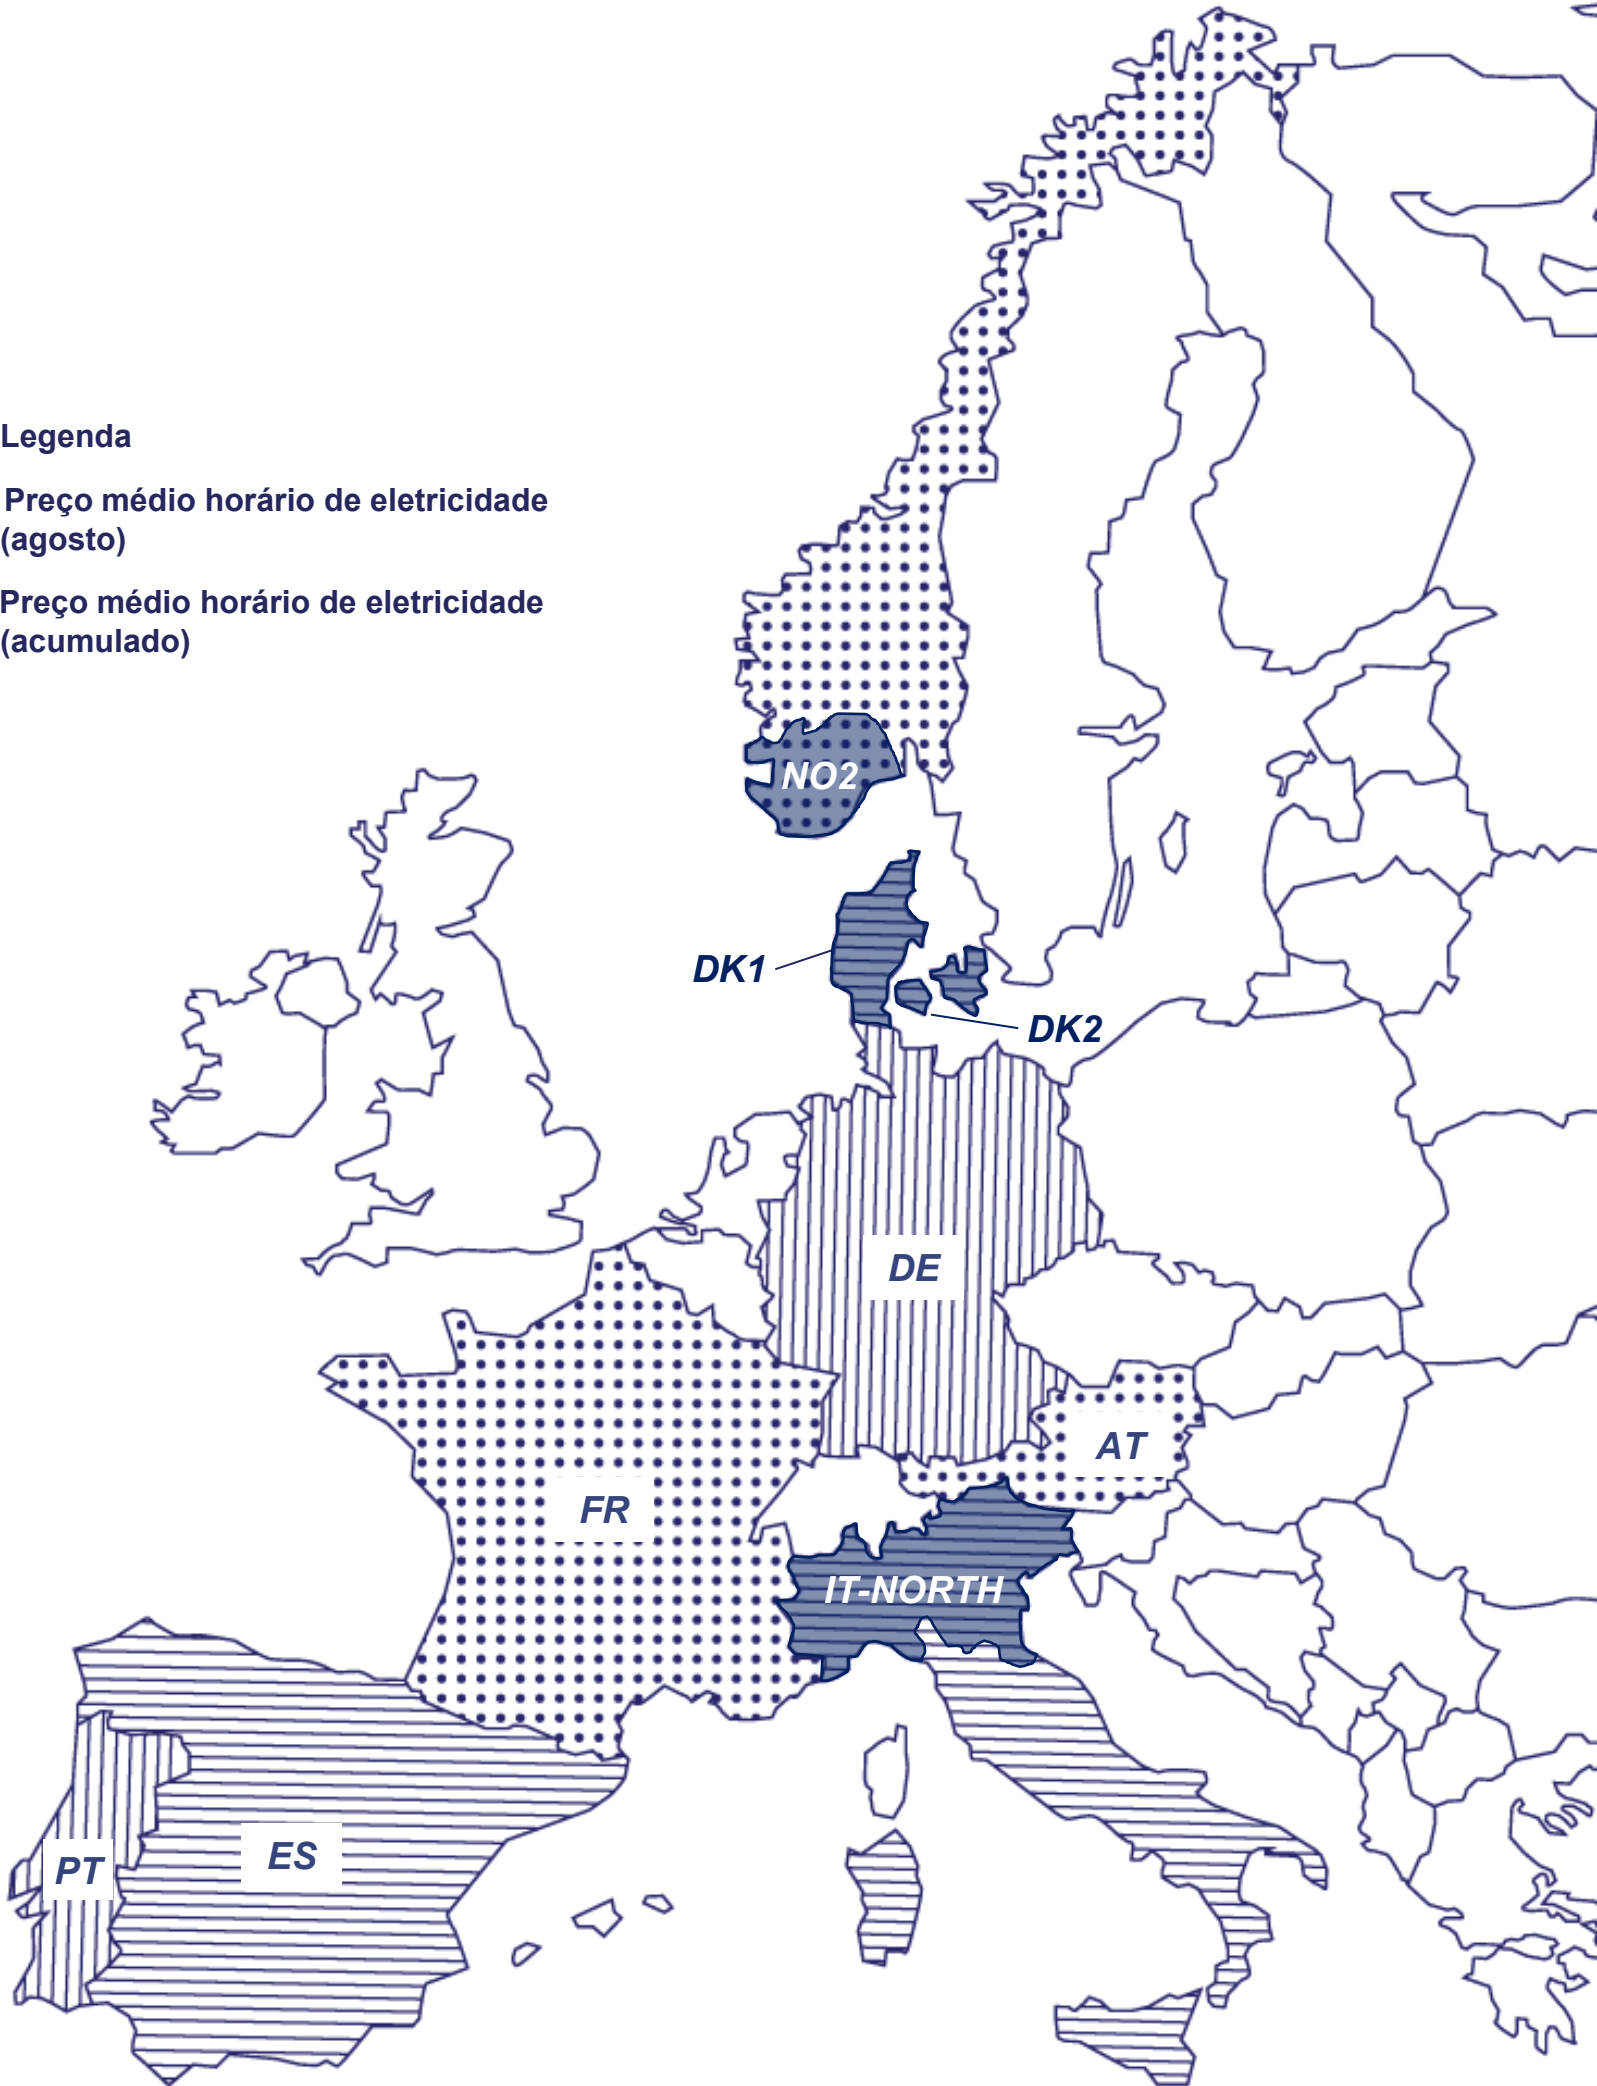 Legenda
Preço médio horário de eletricidade
(agosto)
Preço médio horário de eletricidade
(acumulado)
NO2
DK1
DK2
DE
AT
FR
IT-NORTH
ES
PT